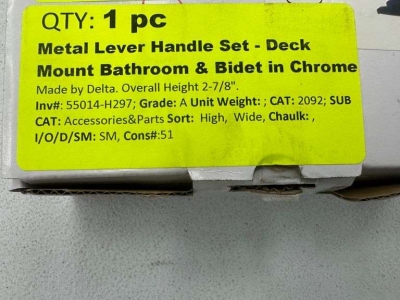 QTY: 1 pc
Metal Lever Handle Set - Deck
Mount Bathroom & Bidet in Chrome
Made by Delta. Overall Height 2-7/8".
Inv#: 55014-H297; Grade: A Unit Weight: ; CAT: 2092; SUB
CAT: Accessories&Parts Sort: High, Wide, Chaulk: ,
I/O/D/SM: SM, Cons#:51